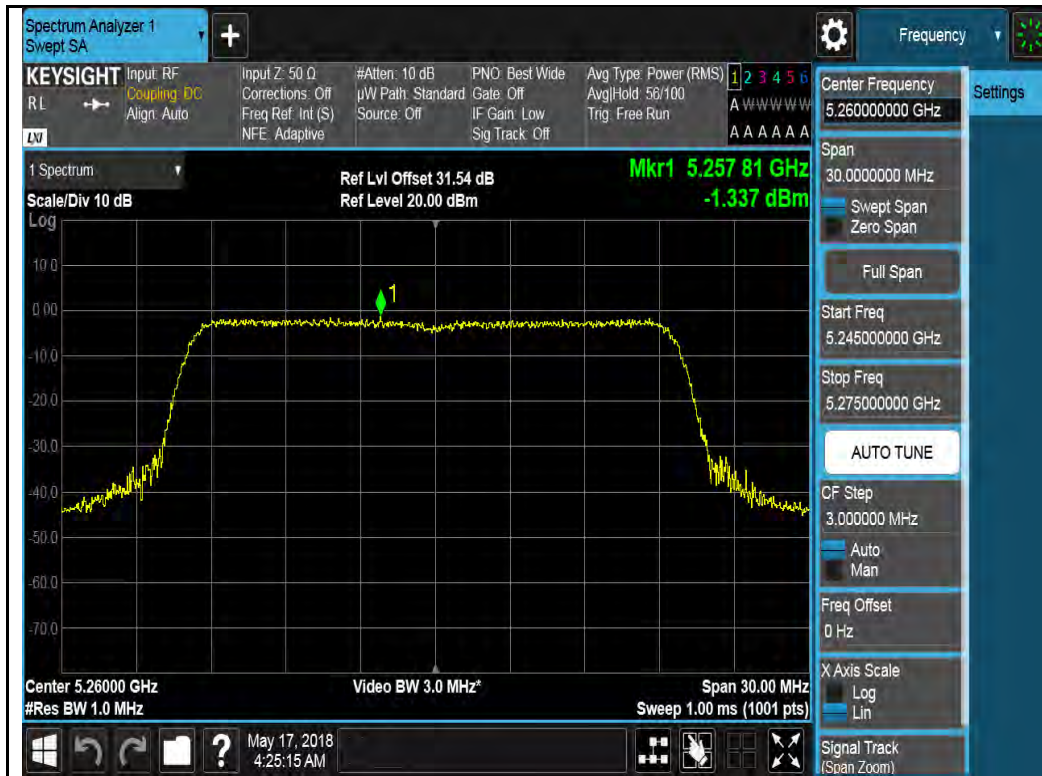 Spectrum Analyzer 1
Swept SA
+
Frequency
KEYSIGHT
R L
LXI
Input: RF
Coupling: DC
Align: Auto
Input Z: 50 Ω
Corrections: Off
Freq Ref: Int (S)
NFE: Adaptive
#Atten: 10 dB
µW Path: Standard
Source: Off
PNO: Best Wide
Gate: Off
IF Gain: Low
Sig Track: Off
Avg Type: Power (RMS)
Avg|Hold: 56/100
Trig: Free Run
1 2 3 4 5 6
A W W W W W
A A A A A A
1 Spectrum
Scale/Div 10 dB
Ref Lvl Offset 31.54 dB
Ref Level 20.00 dBm
Mkr1 5.257 81 GHz
-1.337 dBm
Log
10.0
0.00
-10.0
-20.0
-30.0
-40.0
-50.0
-60.0
-70.0
1
Center 5.26000 GHz
#Res BW 1.0 MHz
Video BW 3.0 MHz*
Span 30.00 MHz
Sweep 1.00 ms (1001 pts)
?
May 17, 2018
4:25:15 AM
Center Frequency
5.260000000 GHz
Span
30.0000000 MHz
Swept Span
Zero Span
Full Span
Start Freq
5.245000000 GHz
Stop Freq
5.275000000 GHz
AUTO TUNE
CF Step
3.000000 MHz
Auto
Man
Freq Offset
0 Hz
X Axis Scale
Log
Lin
Signal Track
(Span Zoom)
Settings